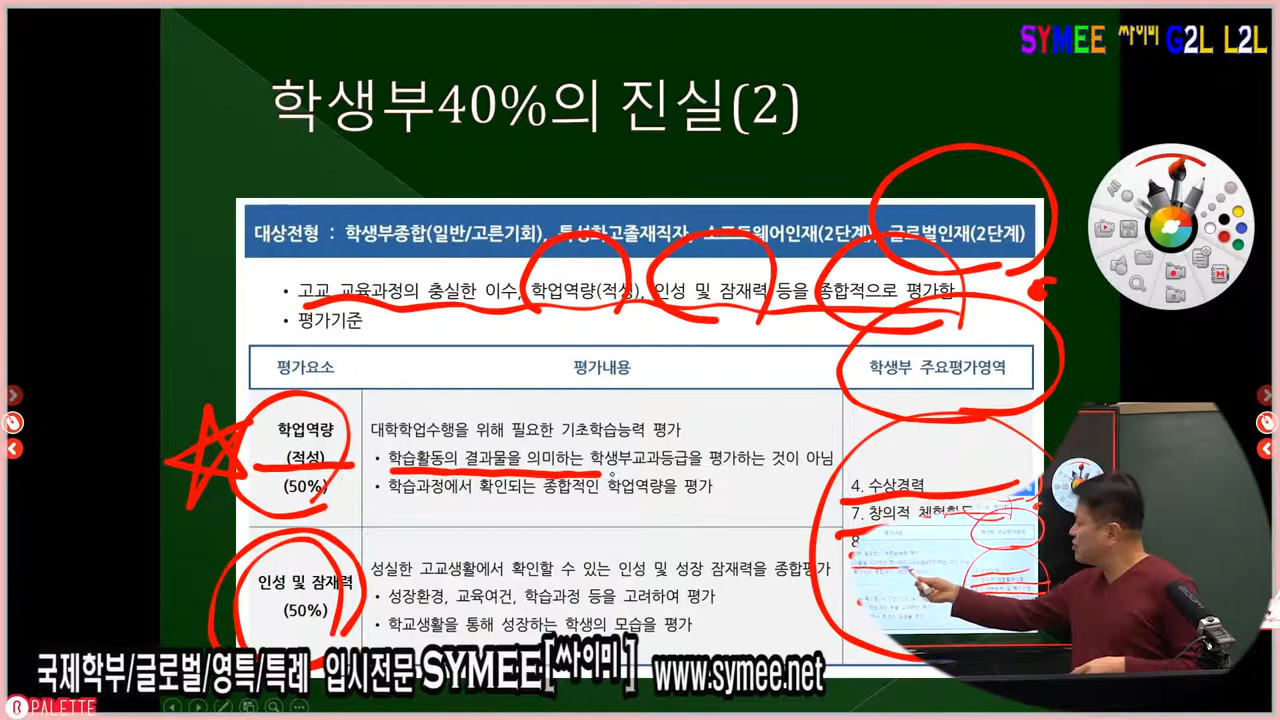 SYMEE 싸이미 G2L L2L
학생부40%의 진실(2)
대상전형 : 학생부종합(일반/고른기회), 특성화고졸재직자, 소프트웨어인재(2단계), 글로벌인재(2단계)
• 고교 교육과정의 충실한 이수, 학업역량(적성), 인성 및 잠재력 등을 종합적으로 평가함
• 평가기준
평가요소 평가내용 학생부 주요평가영역
학업역량
(적성)
(50%)
대학학업수행을 위해 필요한 기초학습능력 평가
• 학습활동의 결과물을 의미하는 학생부교과등급을 평가하는 것이 아님
• 학습과정에서 확인되는 종합적인 학업역량을 평가
4. 수상경력
7. 창의적 체험활동
8
인성 및 잠재력
(50%)
성실한 고교생활에서 확인할 수 있는 인성 및 성장 잠재력을 종합평가
• 성장환경, 교육여건, 학습과정 등을 고려하여 평가
• 학교생활을 통해 성장하는 학생의 모습을 평가
국제학부/글로벌/영특/특례 입시전문 SYMEE[싸이미] www.symee.net
PALETTE